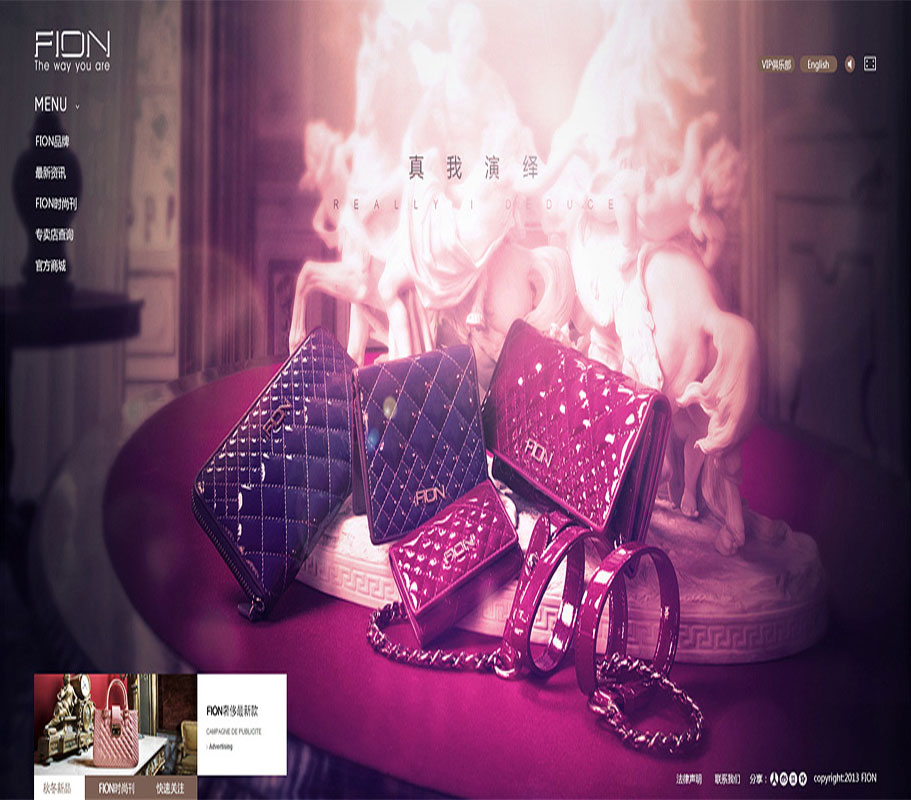 FION
The way you are
VIP俱乐部 English
MENU
FION品牌
最新资讯
FION时尚刊
专卖店查询
官方商城
真我演绎
REALLY I DEDUCE
FION
FION
FION
FION
FION奢侈最新款
CAMPAGNE DE PUBLICITE
› Advertising
秋冬新品 FION时尚刊 快速关注
法律声明 联系我们 分享： copyright:2013 FION